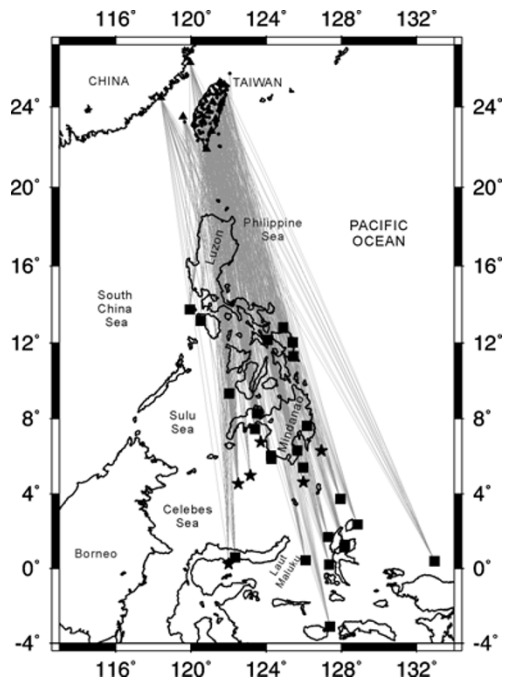 116° 120° 124° 128° 132°
CHINA
TAIWAN
24°
24°
20°
20°
Luzon
Philippine
Sea
PACIFIC
OCEAN
16°
16°
South
China
Sea
12°
12°
Sulu
Sea
Mindanao
8°
8°
4°
4°
Celebes
Sea
Borneo
Laut
Maluku
0°
0°
-4°
-4°
116° 120° 124° 128° 132°